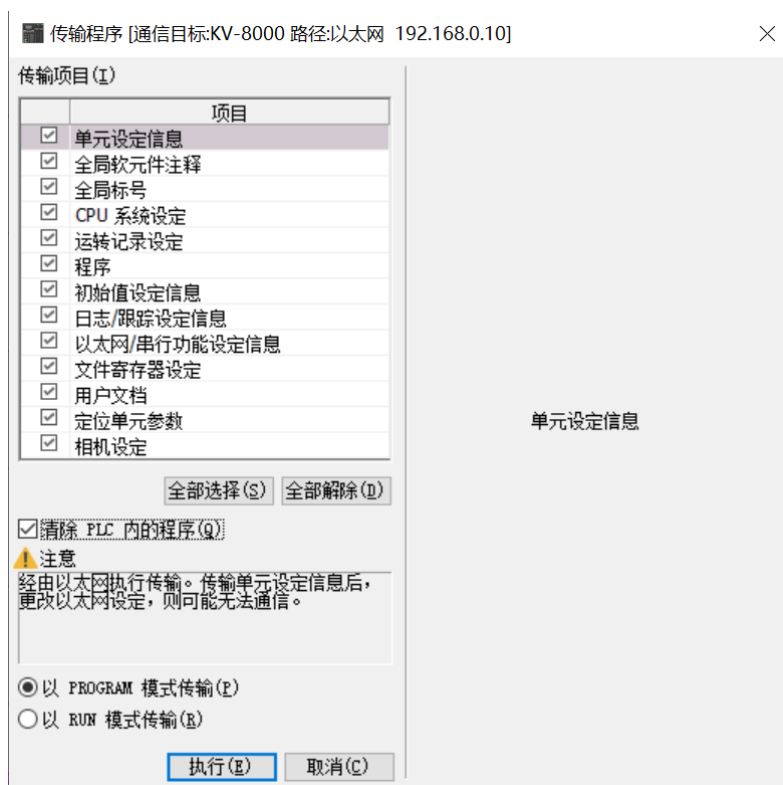 传输程序 [通信目标:KV-8000 路径:以太网 192.168.0.10]
传输项目(I)
项目
单元设定信息
全局软元件注释
全局标号
CPU 系统设定
运转记录设定
程序
初始值设定信息
日志/跟踪设定信息
以太网/串行功能设定信息
文件寄存器设定
用户文档
定位单元参数
相机设定
全部选择(S) 全部解除(D)
清除 PLC 内的程序(Q)
注意
经由以太网执行传输。传输单元设定信息后，
更改以太网设定，则可能无法通信。
以 PROGRAM 模式传输(P)
以 RUN 模式传输(R)
执行(E) 取消(C)
单元设定信息